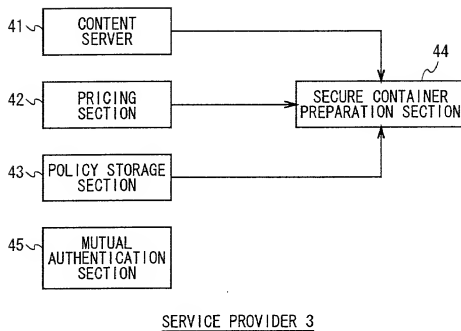 41
CONTENT
SERVER
44
42
PRICING
SECTION
SECURE CONTAINER
PREPARATION SECTION
43
POLICY STORAGE
SECTION
45
MUTUAL
AUTHENTICATION
SECTION
SERVICE PROVIDER 3